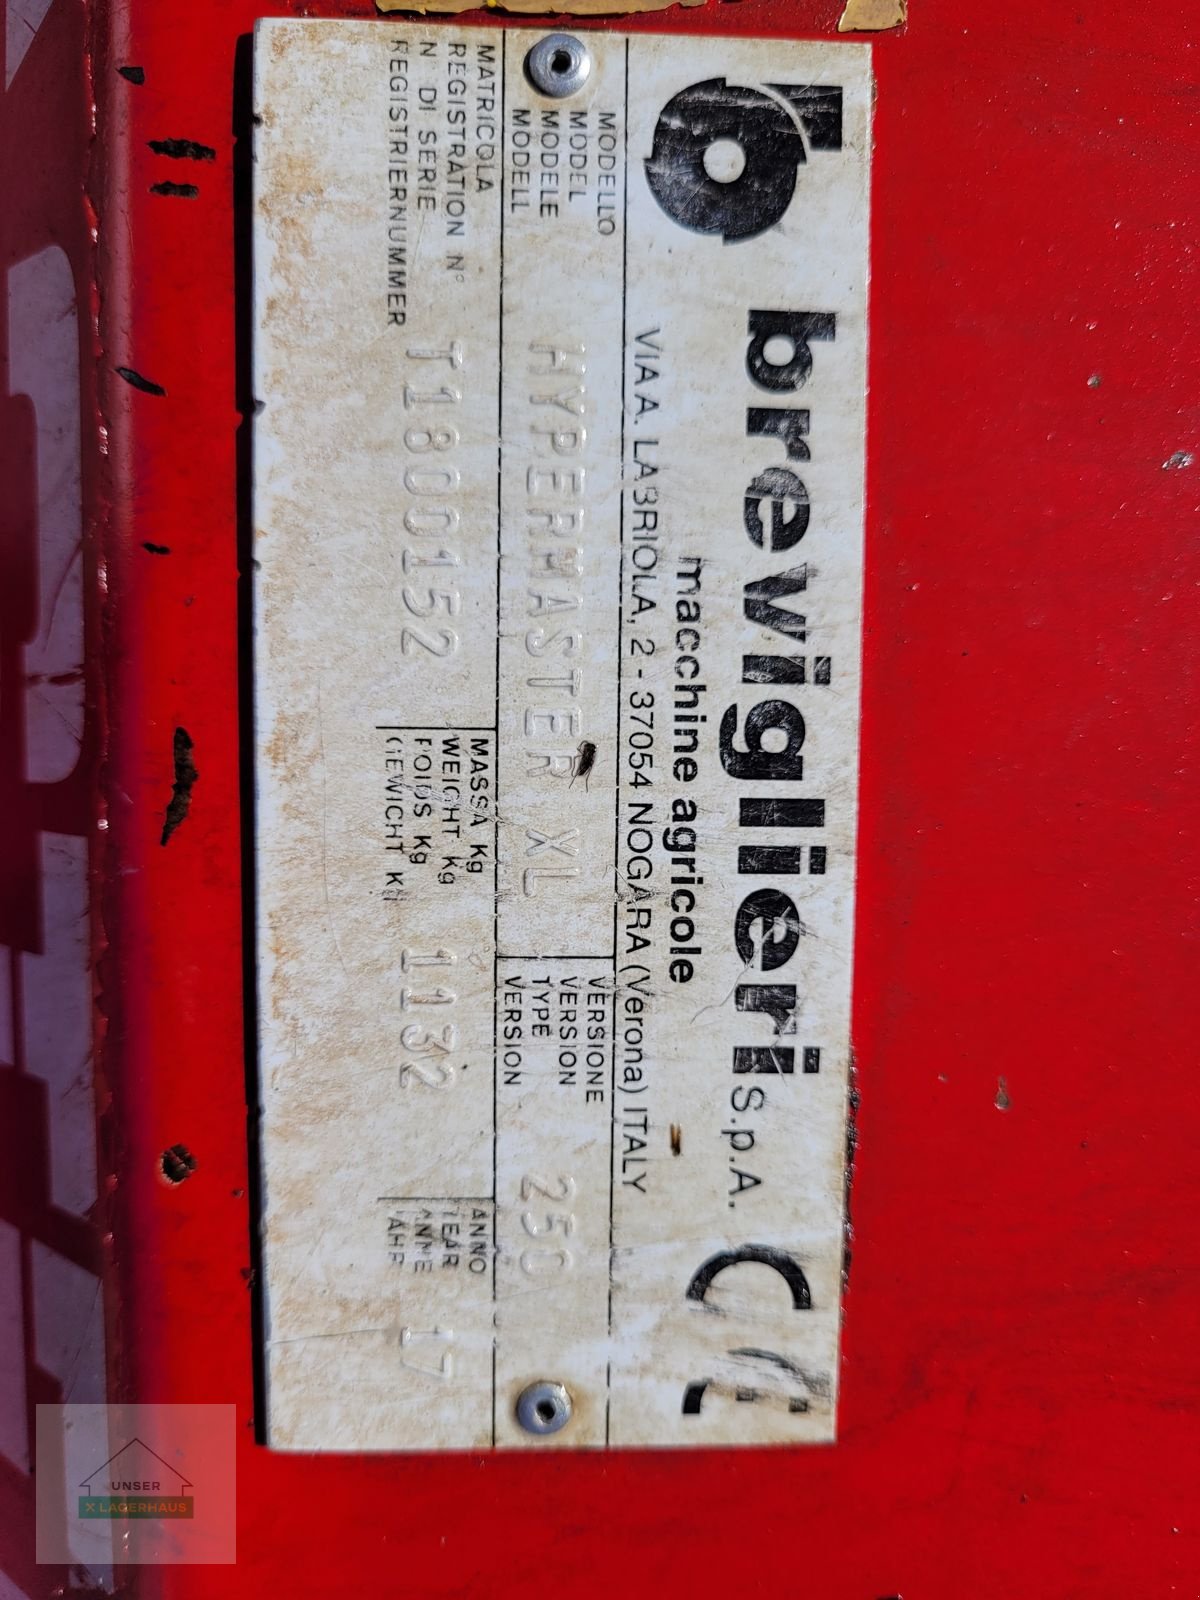 breviglieri S.p.A. CE
macchine agricole
VIA A. LABRIOLA, 2 - 37054 NOGARA (Verona) ITALY
MODELLO
MODEL
MODELE
MODELL
HYPERMASTER XL
VERSIONE
VERSION
TYPE
VERSION
250
MATRICOLA
REGISTRATION N°
N° DI SERIE
REGISTRIERNUMMER
T1800152
MASSA Kg
WEIGHT Kg
POIDS Kg
GEWICHT KH
1132
ANNO
YEAR
ANNE
JAHR
17
UNSER
X LAGERHAUS